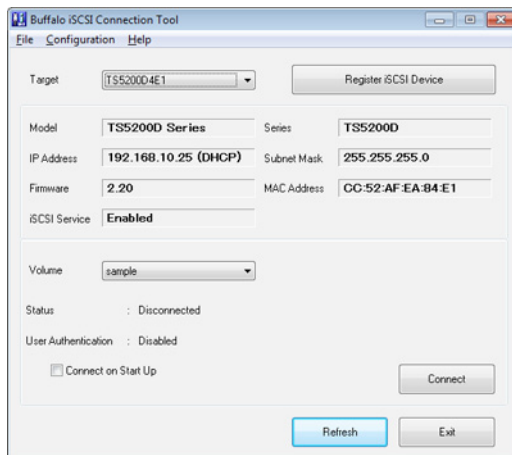 Buffalo iSCSI Connection Tool
File Configuration Help
Target TS5200D4E1 Register iSCSI Device
Model TS5200D Series Series TS5200D
IP Address 192.168.10.25 (DHCP) Subnet Mask 255.255.255.0
Firmware 2.20 MAC Address CC:52:AF:EA:84:E1
iSCSI Service Enabled
Volume sample
Status : Disconnected
User Authentication : Disabled
Connect on Start Up
Connect
Refresh Exit